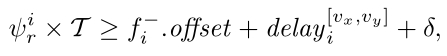 ψ_r^i × 𝒯 ≥ f_i^-.offset + delay_i^{[v_x,v_y]} + δ,